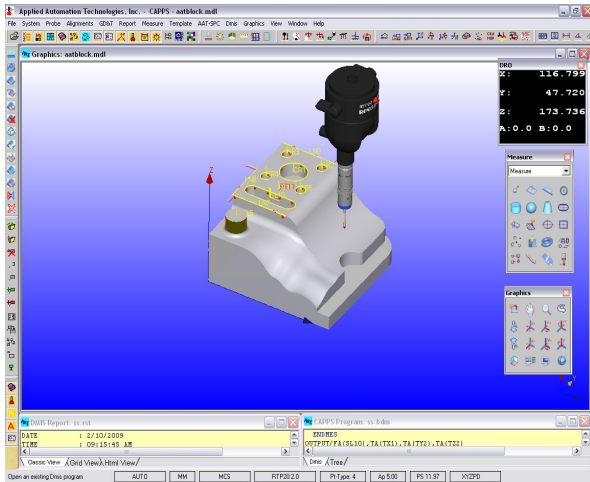 Applied Automation Technologies, Inc. - CAPPS - aatblock.mdl
File System Probe Alignments GD&T Report Measure Template AAT-SPC Dmis Graphics View Window Help
Graphics: aatblock.mdl
DRO
X: 116.799
Y: 47.720
Z: 173.736
A:0.0 B:0.0
Measure
Measure
Z
PT11
Graphics
DMIS Report: ss.rst
DATE : 2/10/2009
TIME : 09:15:45 AM
Classic View Grid View Html View
CAPPS Program: ss.bdm
ENDMES
OUTPUT/FA(SL10),TA(TX1),TA(TY2),TA(TZ2)
Dmis Tree
Open an existing Dmis program AUTO MM MCS RTP20:2.0 Pt-Type: 4 Ap 5.00 PS 11.97 XYZPD